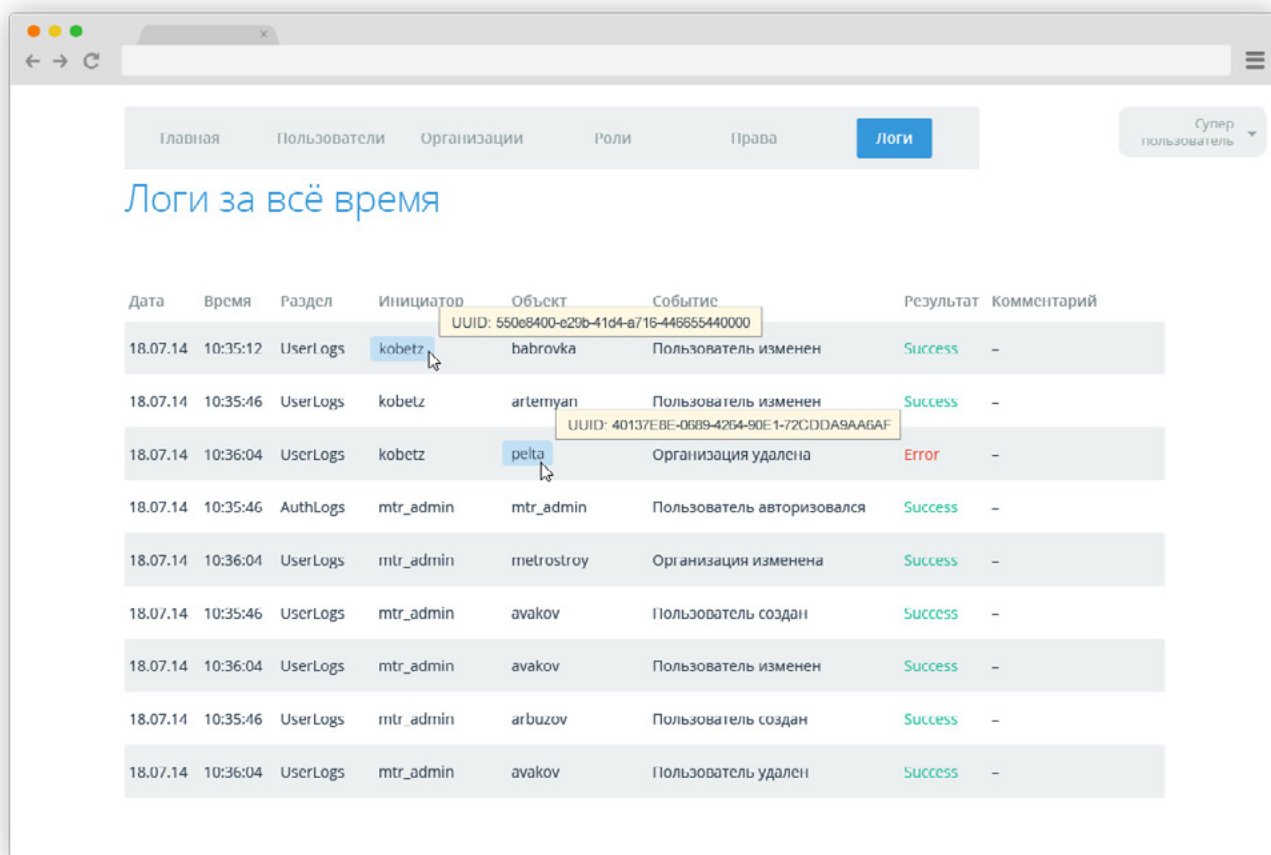 Главная Пользователи Организации Роли Права Логи
Супер
пользователь
Логи за всё время
Дата Время Раздел Инициатор Объект Событие Результат Комментарий
UUID: 550e8400-e29b-41d4-a716-446655440000
18.07.14 10:35:12 UserLogs kobetz babrovka Пользователь изменен Success –
18.07.14 10:35:46 UserLogs kobetz artemyan Пользователь изменен Success –
UUID: 40137E8E-0689-4264-90E1-72CDDA9AA6AF
18.07.14 10:36:04 UserLogs kobetz pelta Организация удалена Error –
18.07.14 10:35:46 AuthLogs mtr_admin mtr_admin Пользователь авторизовался Success –
18.07.14 10:36:04 UserLogs mtr_admin metrostroy Организация изменена Success –
18.07.14 10:35:46 UserLogs mtr_admin avakov Пользователь создан Success –
18.07.14 10:36:04 UserLogs mtr_admin avakov Пользователь изменен Success –
18.07.14 10:35:46 UserLogs mtr_admin arbuzov Пользователь создан Success –
18.07.14 10:36:04 UserLogs mtr_admin avakov Пользователь удален Success –